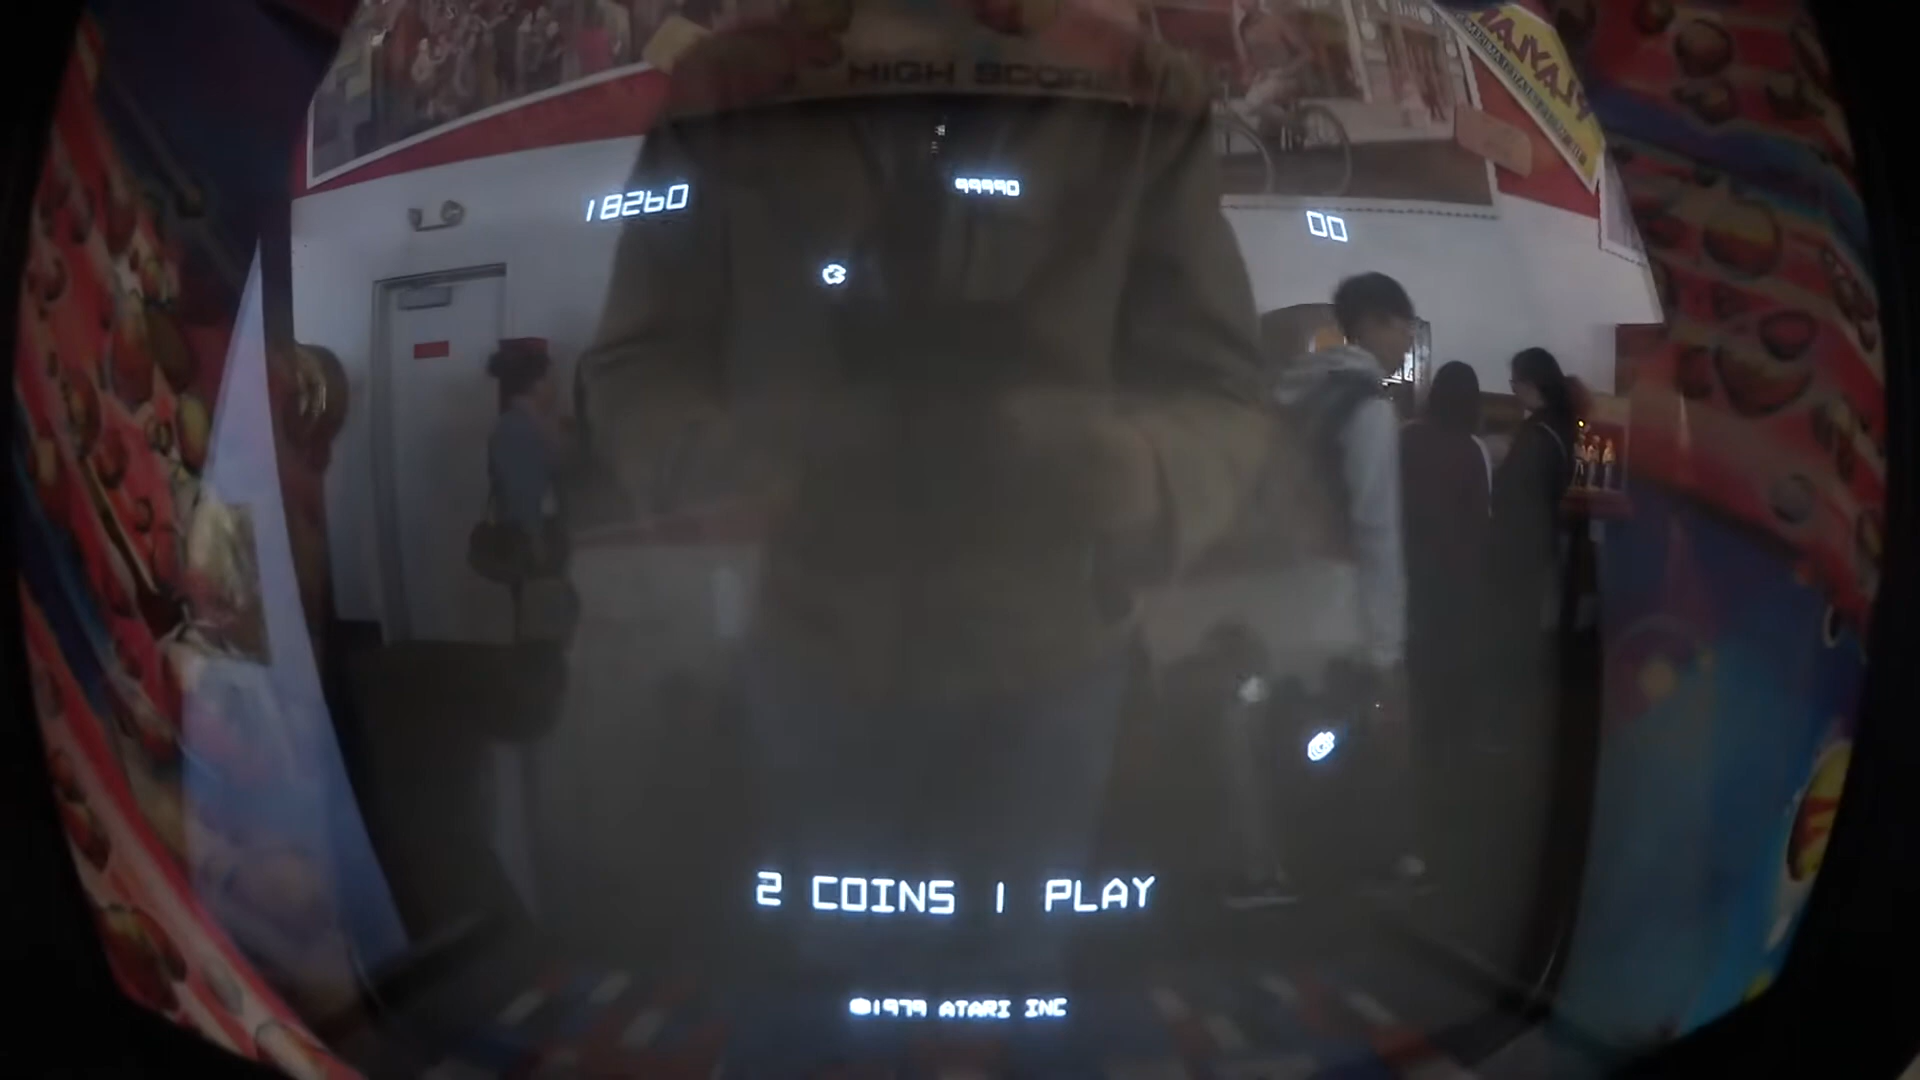 HIGH SCORE
18260
99990
00
2 COINS 1 PLAY
©1979 ATARI INC